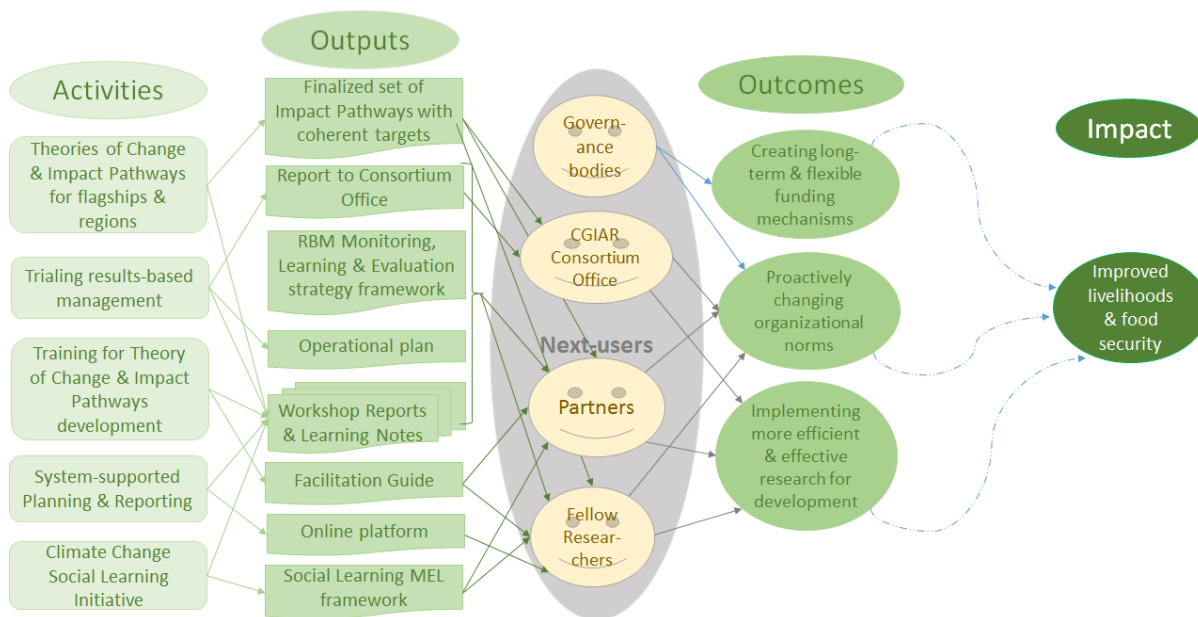 Activities
Theories of Change
& Impact Pathways
for flagships &
regions
Trialing results-based
management
Training for Theory
of Change & Impact
Pathways
development
System-supported
Planning & Reporting
Climate Change
Social Learning
Initiative
Outputs
Finalized set of
Impact Pathways with
coherent targets
Report to Consortium
Office
RBM Monitoring,
Learning & Evaluation
strategy framework
Operational plan
Workshop Reports
& Learning Notes
Facilitation Guide
Online platform
Social Learning MEL
framework
Govern-
ance
bodies
CGIAR
Consortium
Office
Next-users
Partners
Fellow
Resear-
chers
Outcomes
Creating long-
term & flexible
funding
mechanisms
Proactively
changing
organizational
norms
Implementing
more efficient
& effective
research for
development
Impact
Improved
livelihoods
& food
security